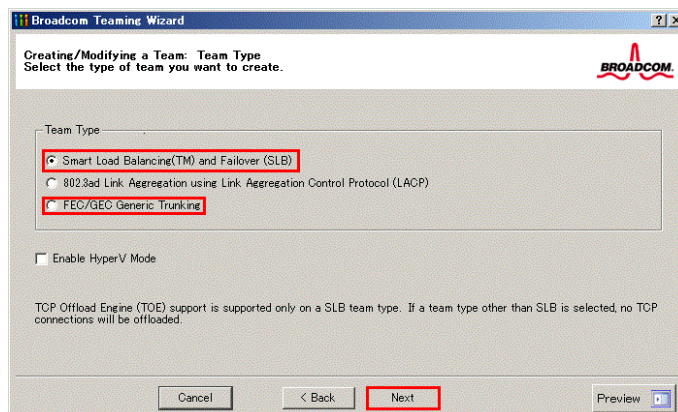 Broadcom Teaming Wizard
Creating/Modifying a Team: Team Type
Select the type of team you want to create.
BROADCOM.
Team Type
Smart Load Balancing(TM) and Failover (SLB)
802.3ad Link Aggregation using Link Aggregation Control Protocol (LACP)
FEC/GEC Generic Trunking
Enable HyperV Mode
TCP Offload Engine (TOE) support is supported only on a SLB team type. If a team type other than SLB is selected, no TCP
connections will be offloaded.
Cancel
< Back
Next
Preview